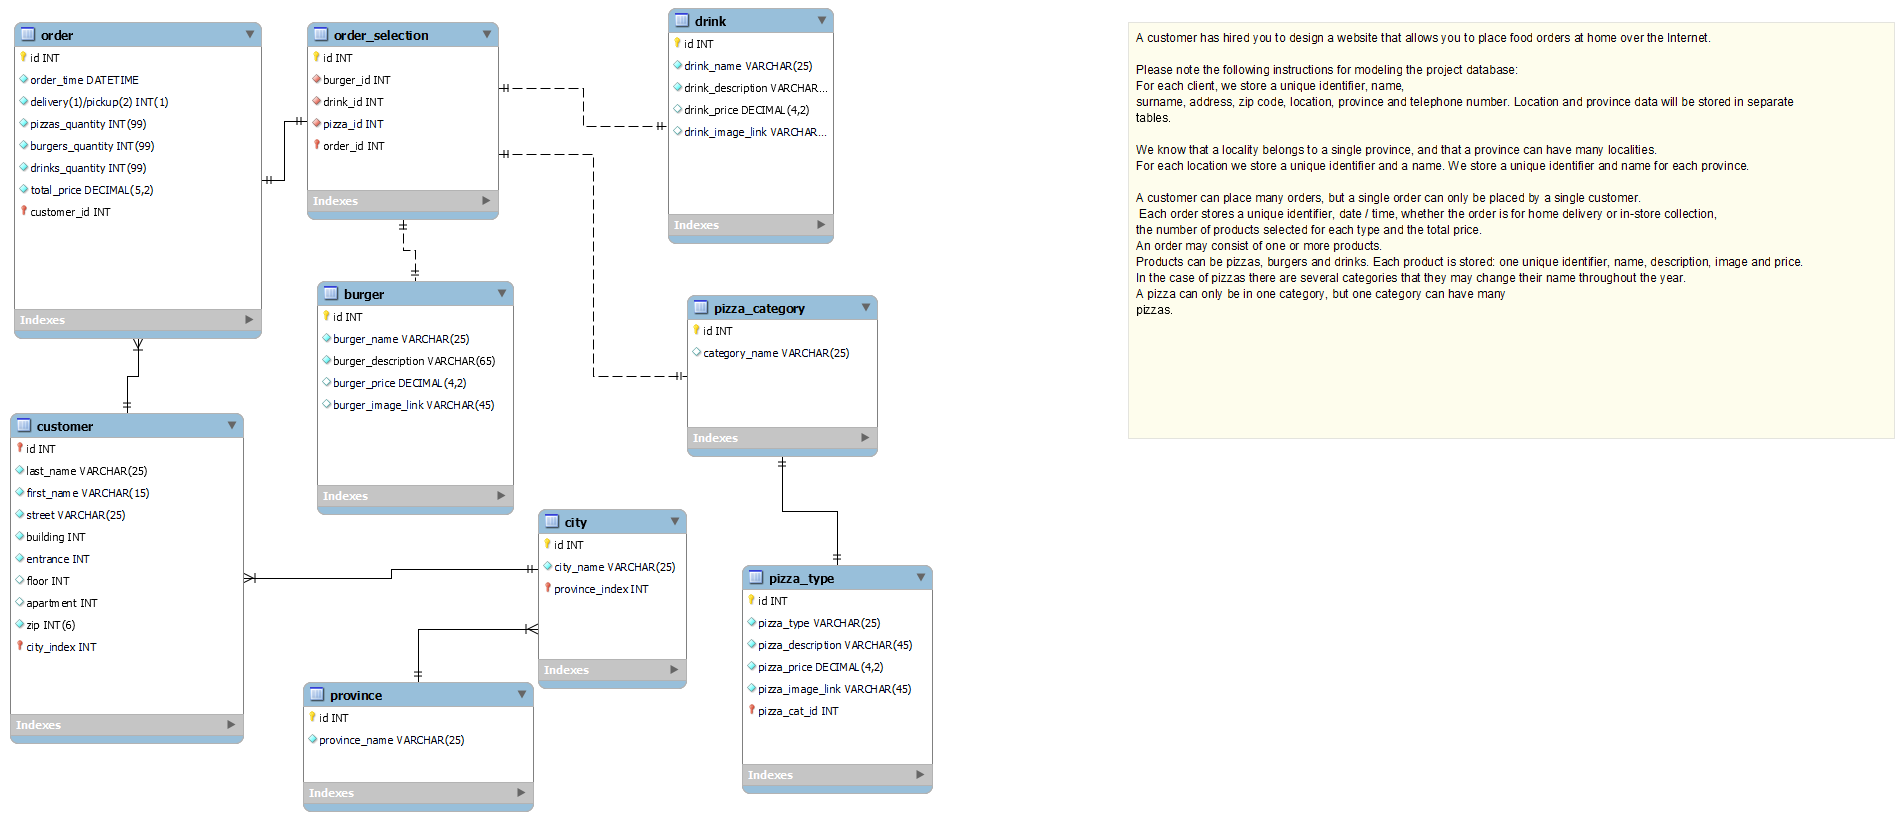 order
id INT
order_time DATETIME
delivery(1)/pickup(2) INT(1)
pizzas_quantity INT(99)
burgers_quantity INT(99)
drinks_quantity INT(99)
total_price DECIMAL(5,2)
customer_id INT
Indexes
order_selection
id INT
burger_id INT
drink_id INT
pizza_id INT
order_id INT
Indexes
drink
id INT
drink_name VARCHAR(25)
drink_description VARCHAR...
drink_price DECIMAL(4,2)
drink_image_link VARCHAR...
Indexes
burger
id INT
burger_name VARCHAR(25)
burger_description VARCHAR(65)
burger_price DECIMAL(4,2)
burger_image_link VARCHAR(45)
Indexes
pizza_category
id INT
category_name VARCHAR(25)
Indexes
customer
id INT
last_name VARCHAR(25)
first_name VARCHAR(15)
street VARCHAR(25)
building INT
entrance INT
floor INT
apartment INT
zip INT(6)
city_index INT
Indexes
city
id INT
city_name VARCHAR(25)
province_index INT
Indexes
province
id INT
province_name VARCHAR(25)
Indexes
pizza_type
id INT
pizza_type VARCHAR(25)
pizza_description VARCHAR(45)
pizza_price DECIMAL(4,2)
pizza_image_link VARCHAR(45)
pizza_cat_id INT
Indexes
A customer has hired you to design a website that allows you to place food orders at home over the Internet.
Please note the following instructions for modeling the project database:
For each client, we store a unique identifier, name,
surname, address, zip code, location, province and telephone number. Location and province data will be stored in separate
tables.
We know that a locality belongs to a single province, and that a province can have many localities.
For each location we store a unique identifier and a name. We store a unique identifier and name for each province.
A customer can place many orders, but a single order can only be placed by a single customer.
Each order stores a unique identifier, date / time, whether the order is for home delivery or in-store collection,
the number of products selected for each type and the total price.
An order may consist of one or more products.
Products can be pizzas, burgers and drinks. Each product is stored: one unique identifier, name, description, image and price.
In the case of pizzas there are several categories that they may change their name throughout the year.
A pizza can only be in one category, but one category can have many
pizzas.